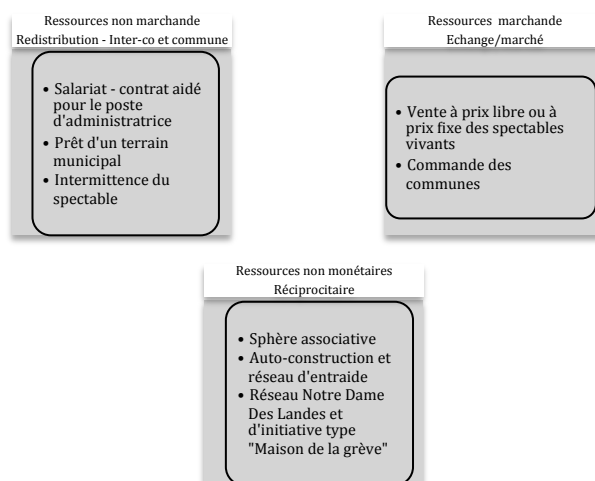 Ressources non marchande
Redistribution - Inter-co et commune
• Salariat - contrat aidé
pour le poste
d'administratrice
• Prêt d'un terrain
municipal
• Intermittence du
spectable
Ressources marchande
Echange/marché
• Vente à prix libre ou à
prix fixe des spectables
vivants
• Commande des
communes
Ressources non monétaires
Réciprocitaire
• Sphère associative
• Auto-construction et
réseau d'entraide
• Réseau Notre Dame
Des Landes et
d'initiative type
"Maison de la grève"